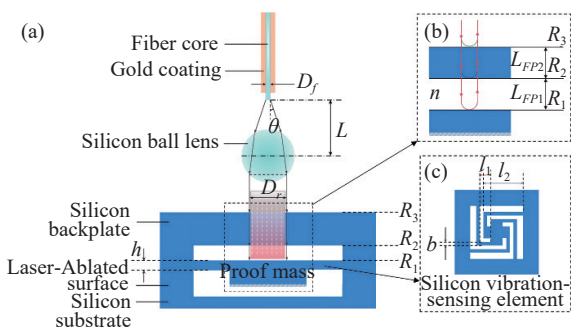 (a)
Fiber core
Gold coating
D_f
θ
L
Silicon ball lens
D_r
Silicon
backplate
h
Laser-Ablated
surface
Silicon
substrate
Proof mass
R_3
R_2
R_1
(b)
R_3
L_FP2
R_2
n
L_FP1
R_1
(c)
l_1
l_2
b
Silicon vibration-
sensing element